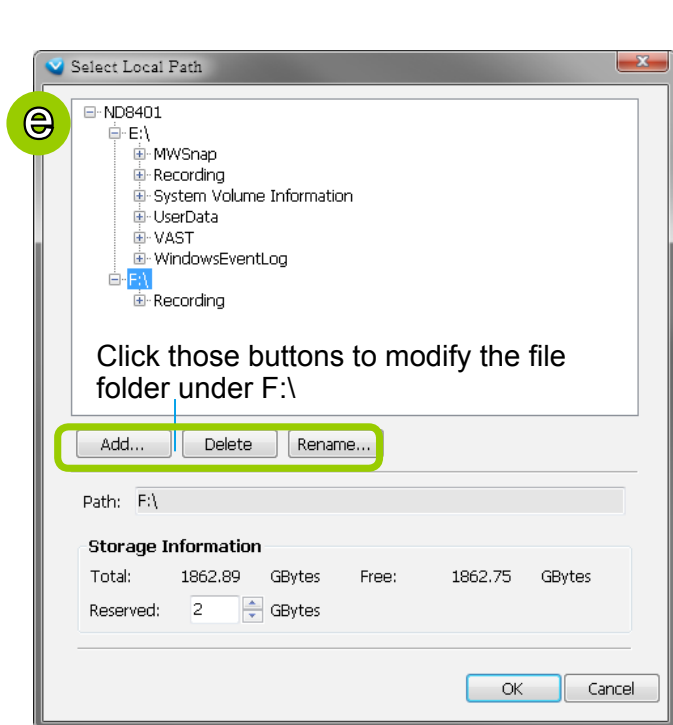 Select Local Path
e
ND8401
E:\
MWSnap
Recording
System Volume Information
UserData
VAST
WindowsEventLog
F:\
Recording
Click those buttons to modify the file
folder under F:\
Add... Delete Rename...
Path: F:\
Storage Information
Total: 1862.89 GBytes Free: 1862.75 GBytes
Reserved: 2 GBytes
OK Cancel